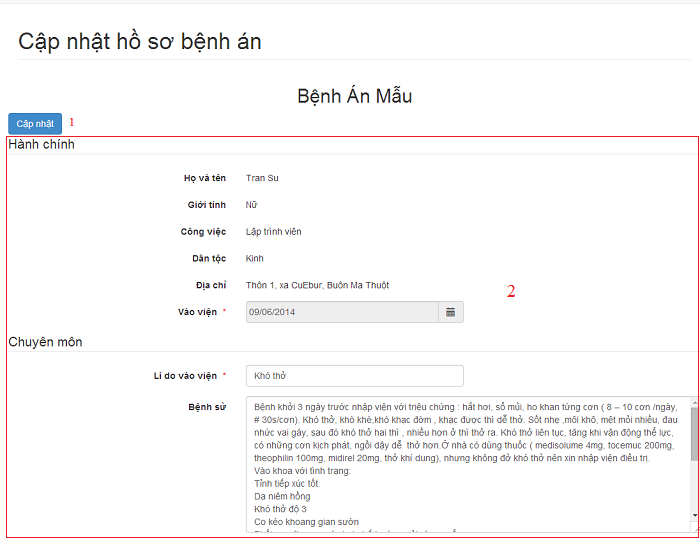 Cập nhật hồ sơ bệnh án
Bệnh Án Mẫu
Cập nhật 1
Hành chính
Họ và tên Tran Su
Giới tính Nữ
Công việc Lập trình viên
Dân tộc Kinh
Địa chỉ Thôn 1, xa CuEbur, Buôn Ma Thuột
2
Vào viện * 09/06/2014
Chuyên môn
Lí do vào viện * Khó thở
Bệnh sử Bệnh khởi 3 ngày trước nhập viện với triệu chứng : hắt hơi, sổ mũi, ho khan từng cơn ( 8 – 10 cơn /ngày,
# 30s/cơn). Khó thở, khò khè,khó khạc đờm , khạc được thì dễ thở. Sốt nhẹ ,môi khô, mệt mỏi nhiều, đau
nhức vai gáy, sau đó khó thở hai thì , nhiều hơn ở thì thở ra. Khó thở liên tục, tăng khi vận động thể lực,
có những cơn kịch phát, ngồi dậy dễ thở hơn.Ở nhà có dùng thuốc ( medisolume 4mg, tocemuc 200mg,
theophilin 100mg, midirel 20mg, thở khí dung), nhưng không đỡ khó thở nên xin nhập viện điều trị.
Vào khoa với tình trạng:
Tỉnh tiếp xúc tốt.
Da niêm hồng
Khó thở độ 3
Co kéo khoang gian sườn